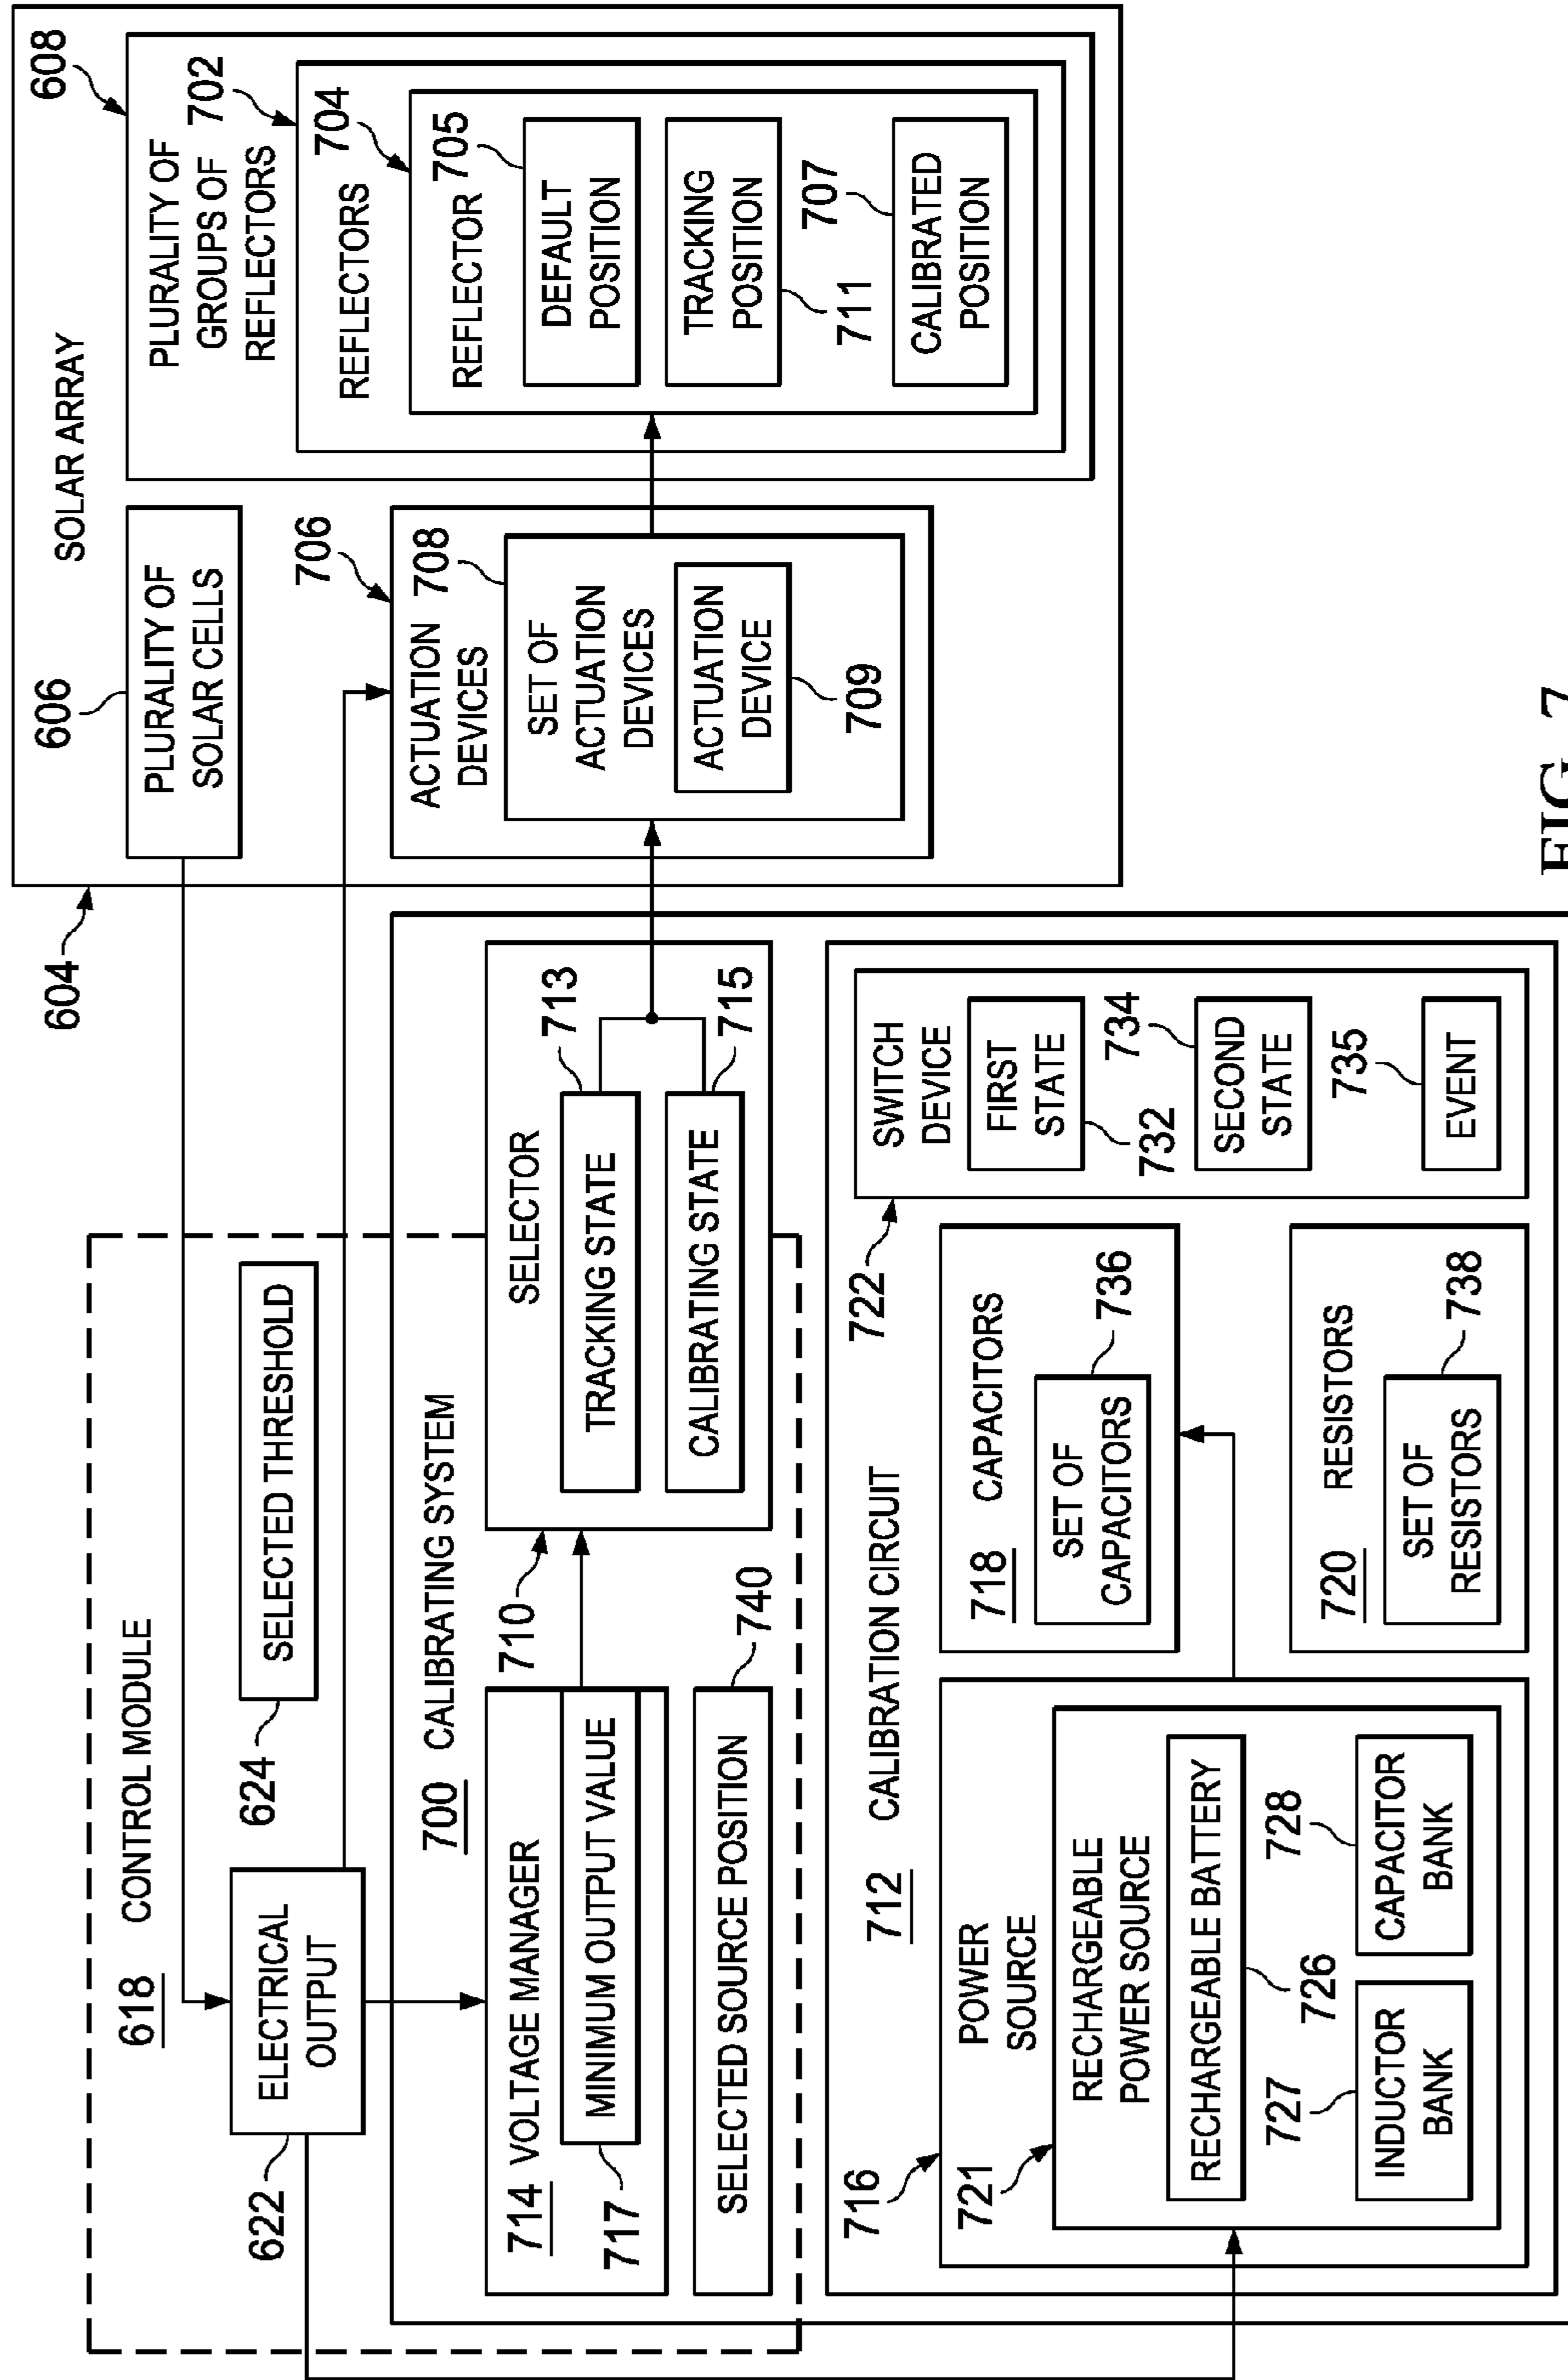 604
SOLAR ARRAY
606
PLURALITY OF
SOLAR CELLS
608
PLURALITY OF
GROUPS OF
REFLECTORS
702
REFLECTORS
704
REFLECTOR
705
DEFAULT
POSITION
TRACKING
POSITION
711
707
CALIBRATED
POSITION
706
ACTUATION
DEVICES
708
SET OF
ACTUATION
DEVICES
ACTUATION
DEVICE
709
618
CONTROL MODULE
622
ELECTRICAL
OUTPUT
624
SELECTED THRESHOLD
700
CALIBRATING SYSTEM
714
VOLTAGE MANAGER
717
MINIMUM OUTPUT VALUE
SELECTED SOURCE POSITION
740
710
SELECTOR
TRACKING STATE
713
CALIBRATING STATE
715
712
CALIBRATION CIRCUIT
716
POWER
SOURCE
721
RECHARGEABLE
POWER SOURCE
RECHARGEABLE BATTERY
726
727
INDUCTOR
BANK
728
CAPACITOR
BANK
718
CAPACITORS
SET OF
CAPACITORS
736
720
RESISTORS
SET OF
RESISTORS
738
722
SWITCH
DEVICE
FIRST
STATE
732
734
SECOND
STATE
735
EVENT
FIG. 7